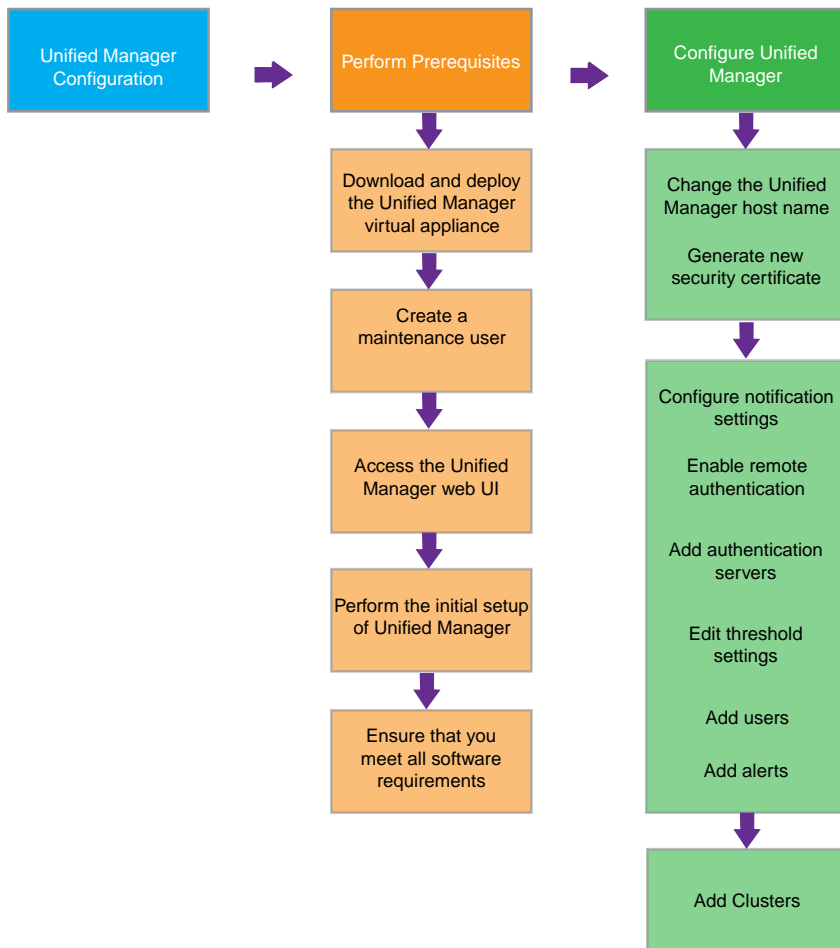 Unified Manager
Configuration
Perform Prerequisites
Configure Unified
Manager
Download and deploy
the Unified Manager
virtual appliance
Create a
maintenance user
Access the Unified
Manager web UI
Perform the initial setup
of Unified Manager
Ensure that you
meet all software
requirements
Change the Unified
Manager host name
Generate new
security certificate
Configure notification
settings
Enable remote
authentication
Add authentication
servers
Edit threshold
settings
Add users
Add alerts
Add Clusters